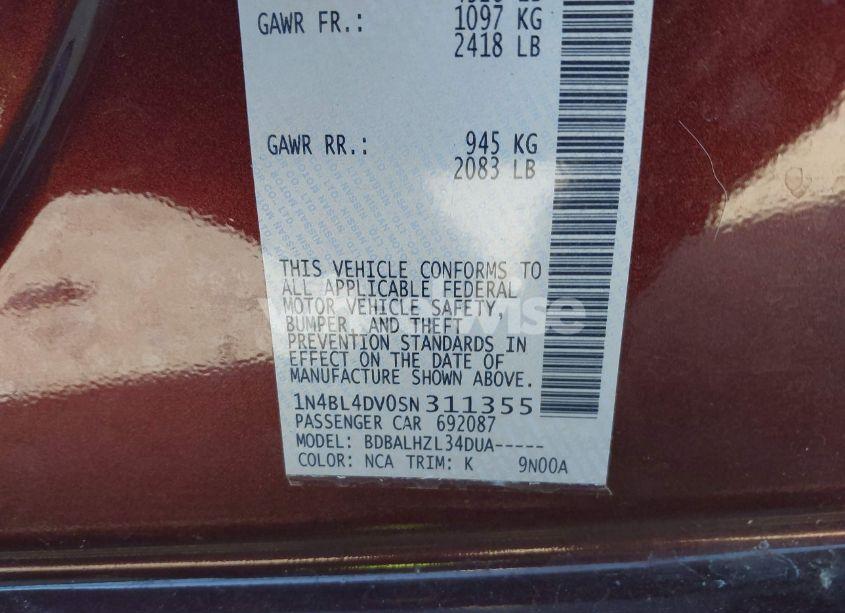 GAWR FR.: 1097 KG
2418 LB
GAWR RR.: 945 KG
2083 LB
THIS VEHICLE CONFORMS TO
ALL APPLICABLE FEDERAL
MOTOR VEHICLE SAFETY,
BUMPER, AND THEFT
PREVENTION STANDARDS IN
EFFECT ON THE DATE OF
MANUFACTURE SHOWN ABOVE.
1N4BL4DV0SN311355
PASSENGER CAR 692087
MODEL: BDBALHZL34DUA-----
COLOR: NCA TRIM: K 9N00A